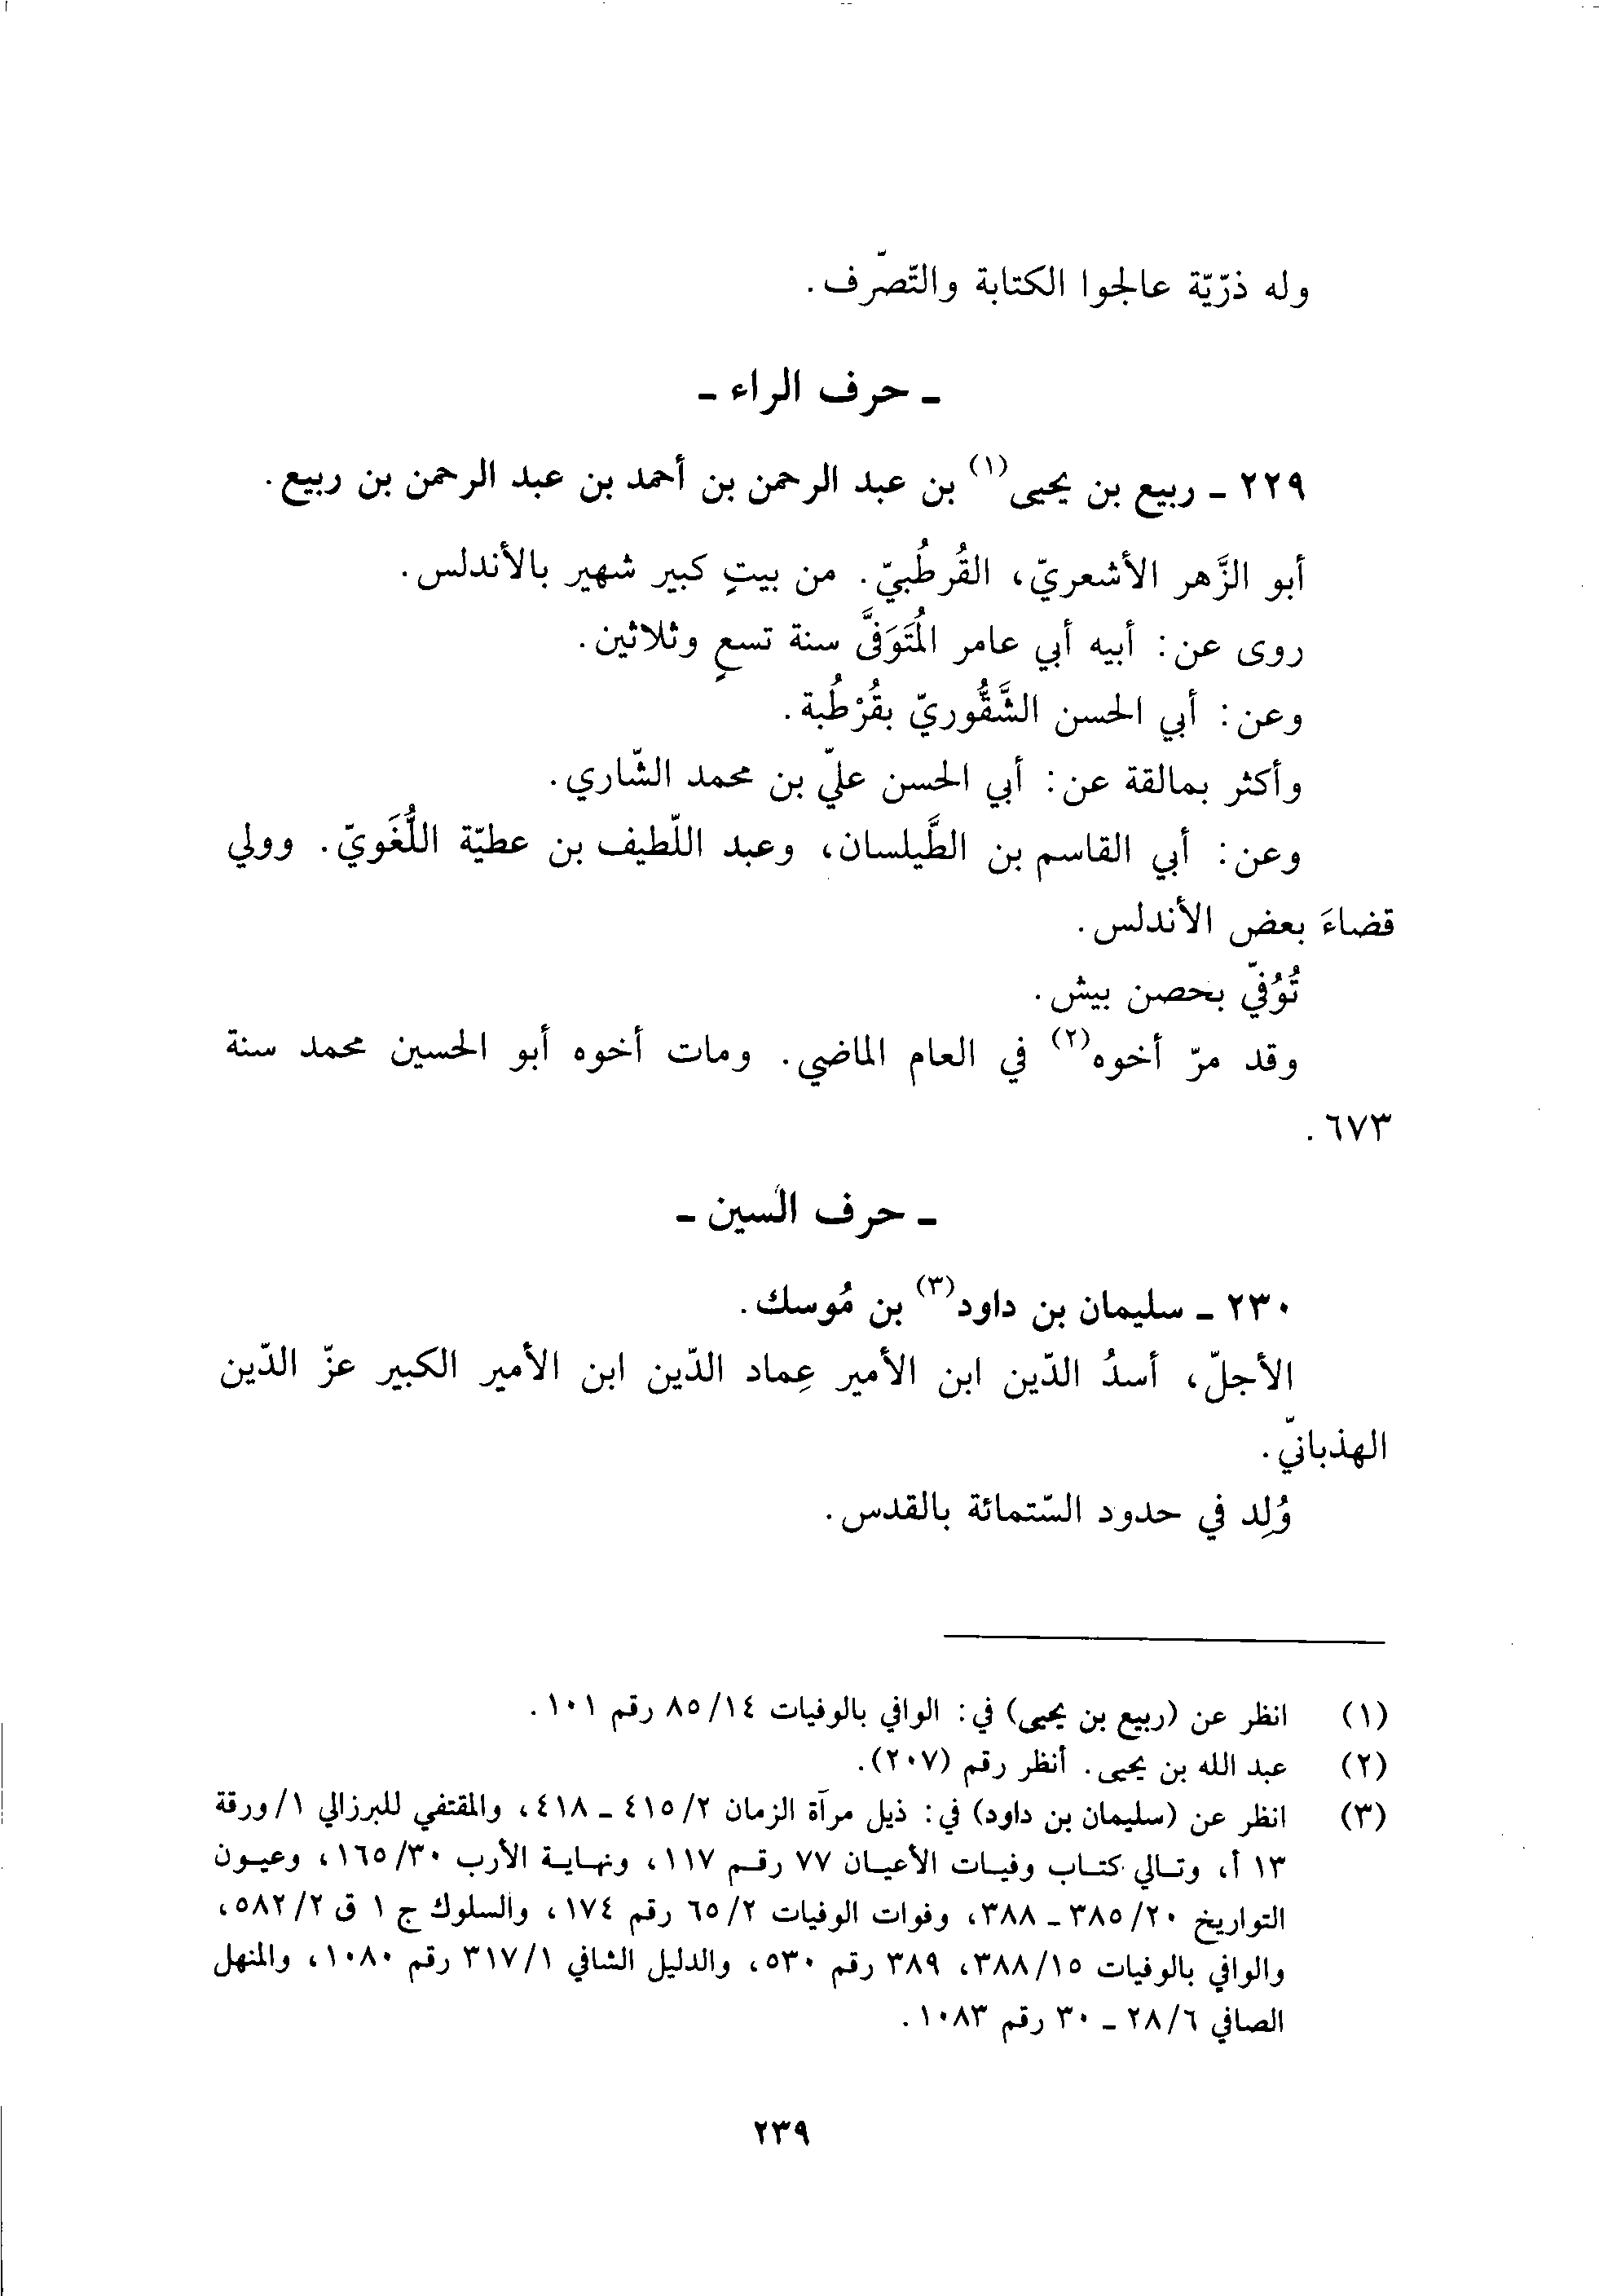 وله ذرّيّة عالجوا الكتابة والتّصرّف.
ـ حرف الراء ـ
٢٢٩ ـ ربيع بن يحيى(١) بن عبد الرحمن بن أحمد بن عبد الرحمن بن ربيع.
أبو الزَّهر الأشعريّ، القُرطُبيّ. من بيتٍ كبير شهير بالأندلس.
روى عن: أبيه أبي عامر المُتَوَفَّى سنة تسعٍ وثلاثين.
وعن: أبي الحسن الشَّقُّوريّ بقُرْطُبة.
وأكثر بمالقة عن: أبي الحسن عليّ بن محمد الشّاري.
وعن: أبي القاسم بن الطَّيلسان، وعبد اللّطيف بن عطيّة اللُّغَويّ. وولي
قضاءَ بعض الأندلس.
تُوُفّي بحصن بيش.
وقد مرّ أخوه(٢) في العام الماضي. ومات أخوه أبو الحسين محمد سنة
٦٧٣.
ـ حرف السين ـ
٢٣٠ ـ سليمان بن داود(٣) بن مُوسك.
الأجلّ، أسدُ الدّين ابن الأمير عِماد الدّين ابن الأمير الكبير عزّ الدّين
الهذبانيّ.
وُلِد في حدود السّتمائة بالقدس.
(١) انظر عن (ربيع بن يحيى) في: الوافي بالوفيات ٨٥/١٤ رقم ١٠١.
(٢) عبد الله بن يحيى. أنظر رقم (٢٠٧).
(٣) انظر عن (سليمان بن داود) في: ذيل مرآة الزمان ٤١٥/٢ ـ ٤١٨، والمقتفي للبرزالي ١/ورقة
١٣ أ، وتالي كتاب وفيات الأعيان ٧٧ رقم ١١٧، ونهاية الأرب ١٦٥/٣٠، وعيون
التواريخ ٣٨٥/٢٠ ـ ٣٨٨، وفوات الوفيات ٦٥/٢ رقم ١٧٤، والسلوك ج ١ ق ٥٨٢/٢،
والوافي بالوفيات ٣٨٨/١٥، ٣٨٩ رقم ٥٣٠، والدليل الشافي ٣١٧/١ رقم ١٠٨٠، والمنهل
الصافي ٢٨/٦ ـ ٣٠ رقم ١٠٨٣.
٢٣٩